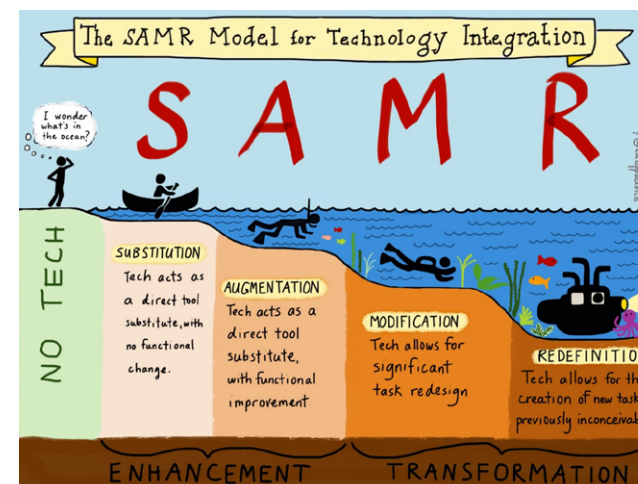 The SAMR Model for Technology Integration
S A M R
I wonder
what's in
the ocean?
NO TECH
SUBSTITUTION
Tech acts as
a direct tool
substitute, with
no functional
change.
AUGMENTATION
Tech acts as a
direct tool
substitute,
with functional
improvement
MODIFICATION
Tech allows for
significant
task redesign
REDEFINITIO
Tech allows for th
creation of new task
previously inconceivab
ENHANCEMENT
TRANSFORMATION